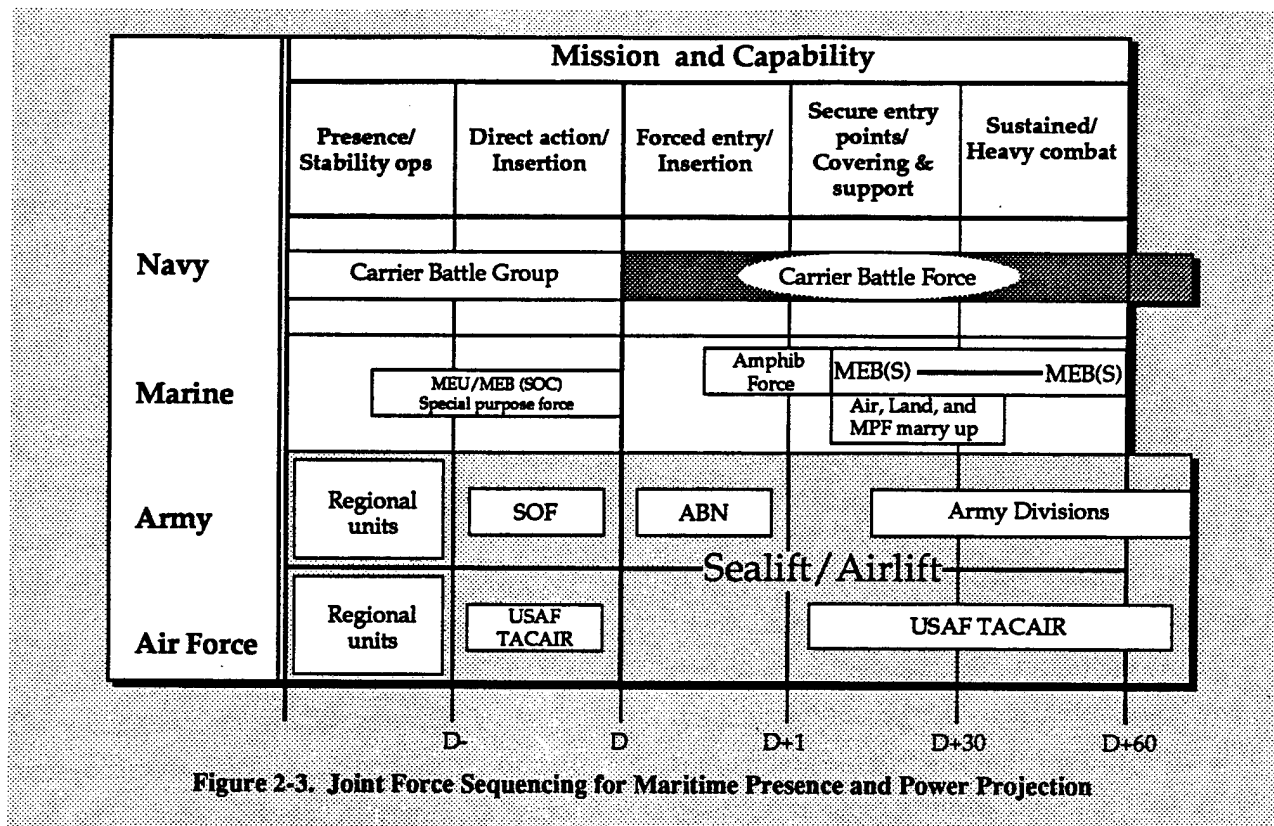 Mission and Capability
Presence/
Stability ops
Direct action/
Insertion
Forced entry/
Insertion
Secure entry
points/
Covering &
support
Sustained/
Heavy combat
Navy
Carrier Battle Group
Carrier Battle Force
Marine
MEU/MEB (SOC)
Special purpose force
Amphib
Force
MEB(S)
MEB(S)
Air, Land, and
MPF marry up
Army
Regional
units
SOF
ABN
Army Divisions
Sealift/Airlift
Air Force
Regional
units
USAF
TACAIR
USAF TACAIR
D-
D
D+1
D+30
D+60
Figure 2-3. Joint Force Sequencing for Maritime Presence and Power Projection